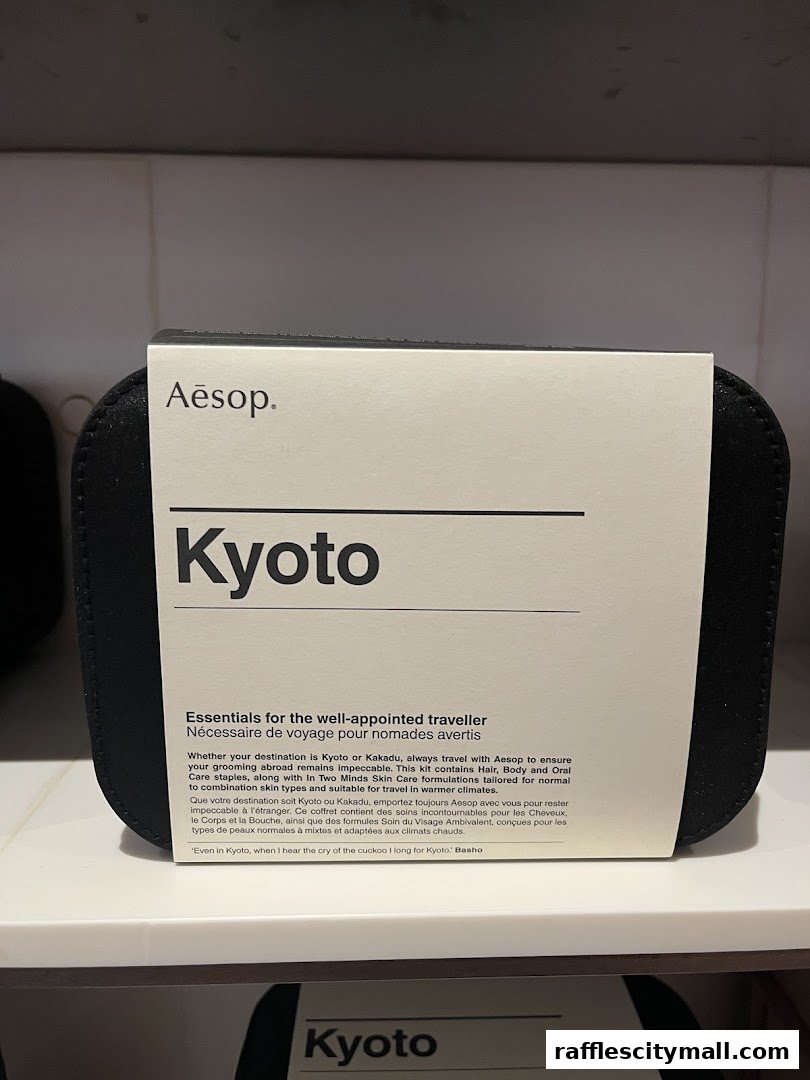 Aēsop®
Kyoto
Essentials for the well-appointed traveller
Nécessaire de voyage pour nomades avertis
Whether your destination is Kyoto or Kakadu, always travel with Aesop to ensure
your grooming abroad remains impeccable. This kit contains Hair, Body and Oral
Care staples, along with In Two Minds Skin Care formulations tailored for normal
to combination skin types and suitable for travel in warmer climates.
Que votre destination soit Kyoto ou Kakadu, emportez toujours Aesop avec vous pour rester
impeccable à l'étranger. Ce coffret contient des soins incontournables pour les Cheveux,
le Corps et la Bouche, ainsi que des formules Soin du Visage Ambivalent, conçues pour les
types de peaux normales à mixtes et adaptées aux climats chauds.
'Even in Kyoto, when I hear the cry of the cuckoo I long for Kyoto.' Basho
Kyoto
rafflescitymall.com